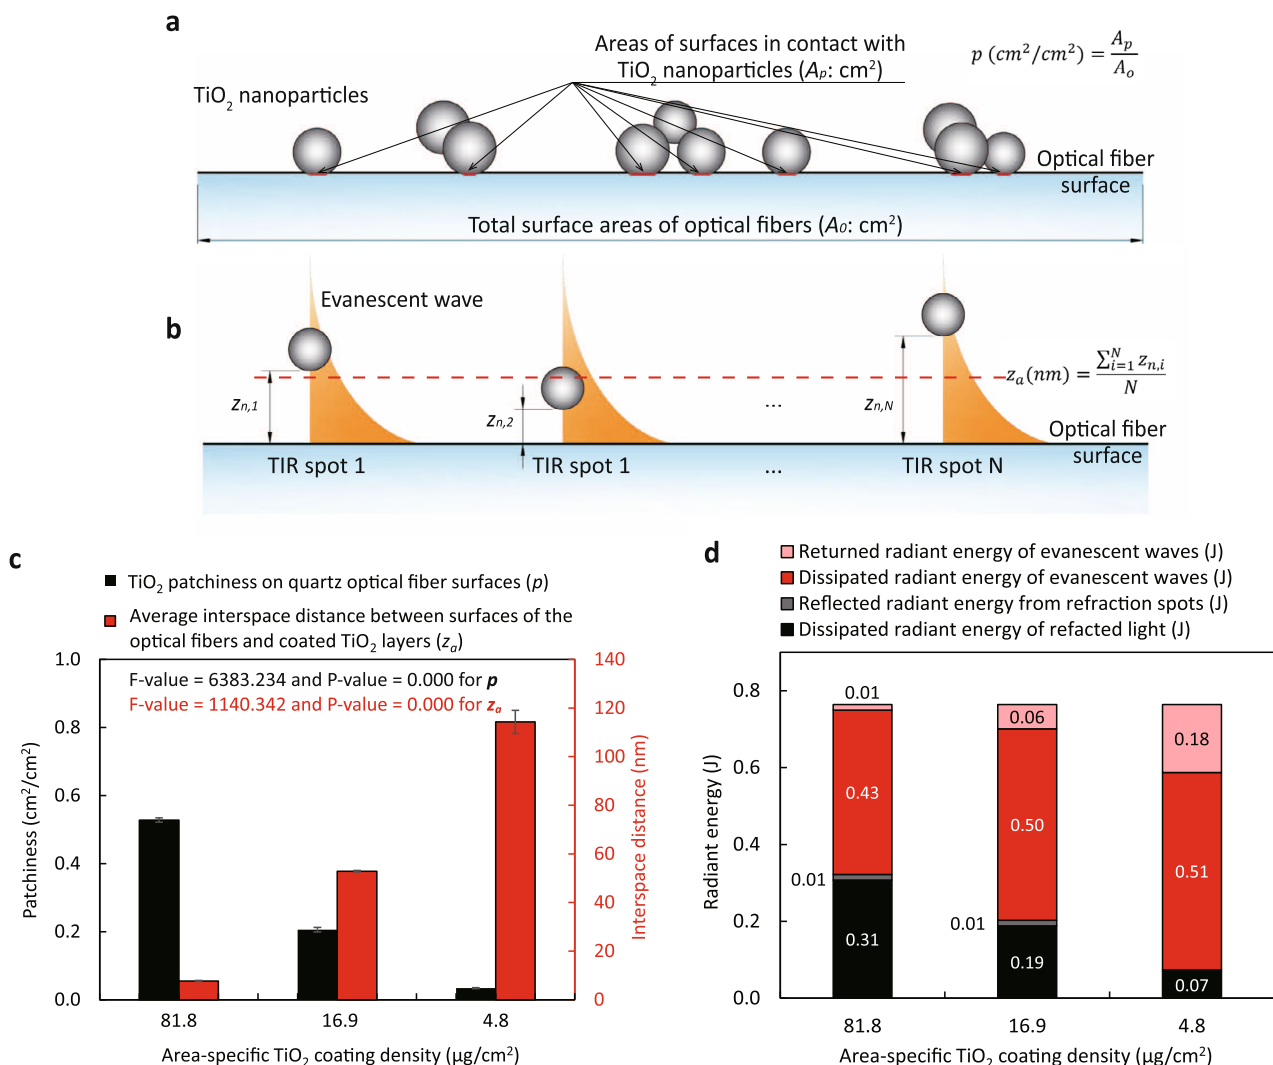 a
Areas of surfaces in contact with
TiO₂ nanoparticles (Aₚ: cm²)
p (cm²/cm²) = Aₚ/Aₒ
TiO₂ nanoparticles
Optical fiber
surface
Total surface areas of optical fibers (A₀: cm²)
b
Evanescent wave
zₐ(nm) = ∑ᴺᵢ₌₁ zₙ,ᵢ / N
zₙ,₁
zₙ,₂
...
z_{n,N}
Optical fiber
surface
TIR spot 1
TIR spot 1
...
TIR spot N
c
TiO₂ patchiness on quartz optical fiber surfaces (p)
Average interspace distance between surfaces of the
optical fibers and coated TiO₂ layers (zₐ)
F-value = 6383.234 and P-value = 0.000 for p
F-value = 1140.342 and P-value = 0.000 for zₐ
Patchiness (cm²/cm²)
1.0
0.8
0.6
0.4
0.2
0.0
Interspace distance (nm)
140
120
100
80
60
40
20
0
81.8
16.9
4.8
Area-specific TiO₂ coating density (µg/cm²)
d
Returned radiant energy of evanescent waves (J)
Dissipated radiant energy of evanescent waves (J)
Reflected radiant energy from refraction spots (J)
Dissipated radiant energy of refacted light (J)
Radiant energy (J)
0.8
0.6
0.4
0.2
0.0
0.01
0.43
0.01
0.31
0.06
0.50
0.01
0.19
0.18
0.51
0.07
81.8
16.9
4.8
Area-specific TiO₂ coating density (µg/cm²)